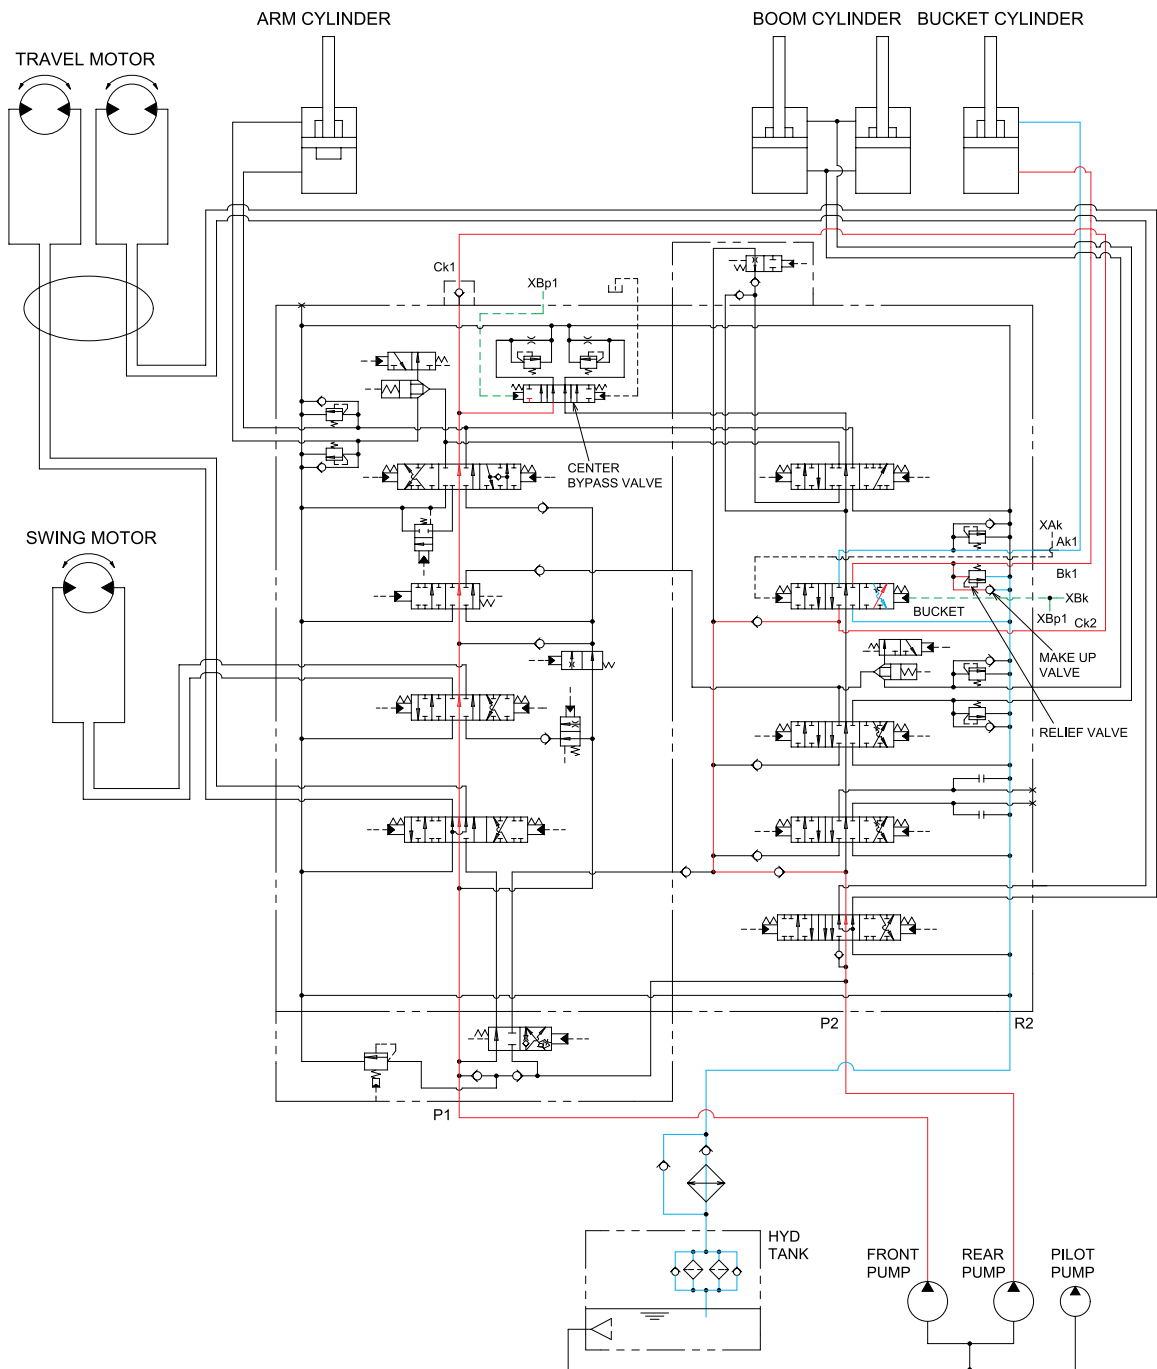 ARM CYLINDER
BOOM CYLINDER
BUCKET CYLINDER
TRAVEL MOTOR
Ck1
XBp1
CENTER
BYPASS VALVE
SWING MOTOR
XAk
Ak1
Bk1
XBk
XBp1
Ck2
BUCKET
MAKE UP
VALVE
RELIEF VALVE
P2
R2
P1
HYD
TANK
FRONT
PUMP
REAR
PUMP
PILOT
PUMP